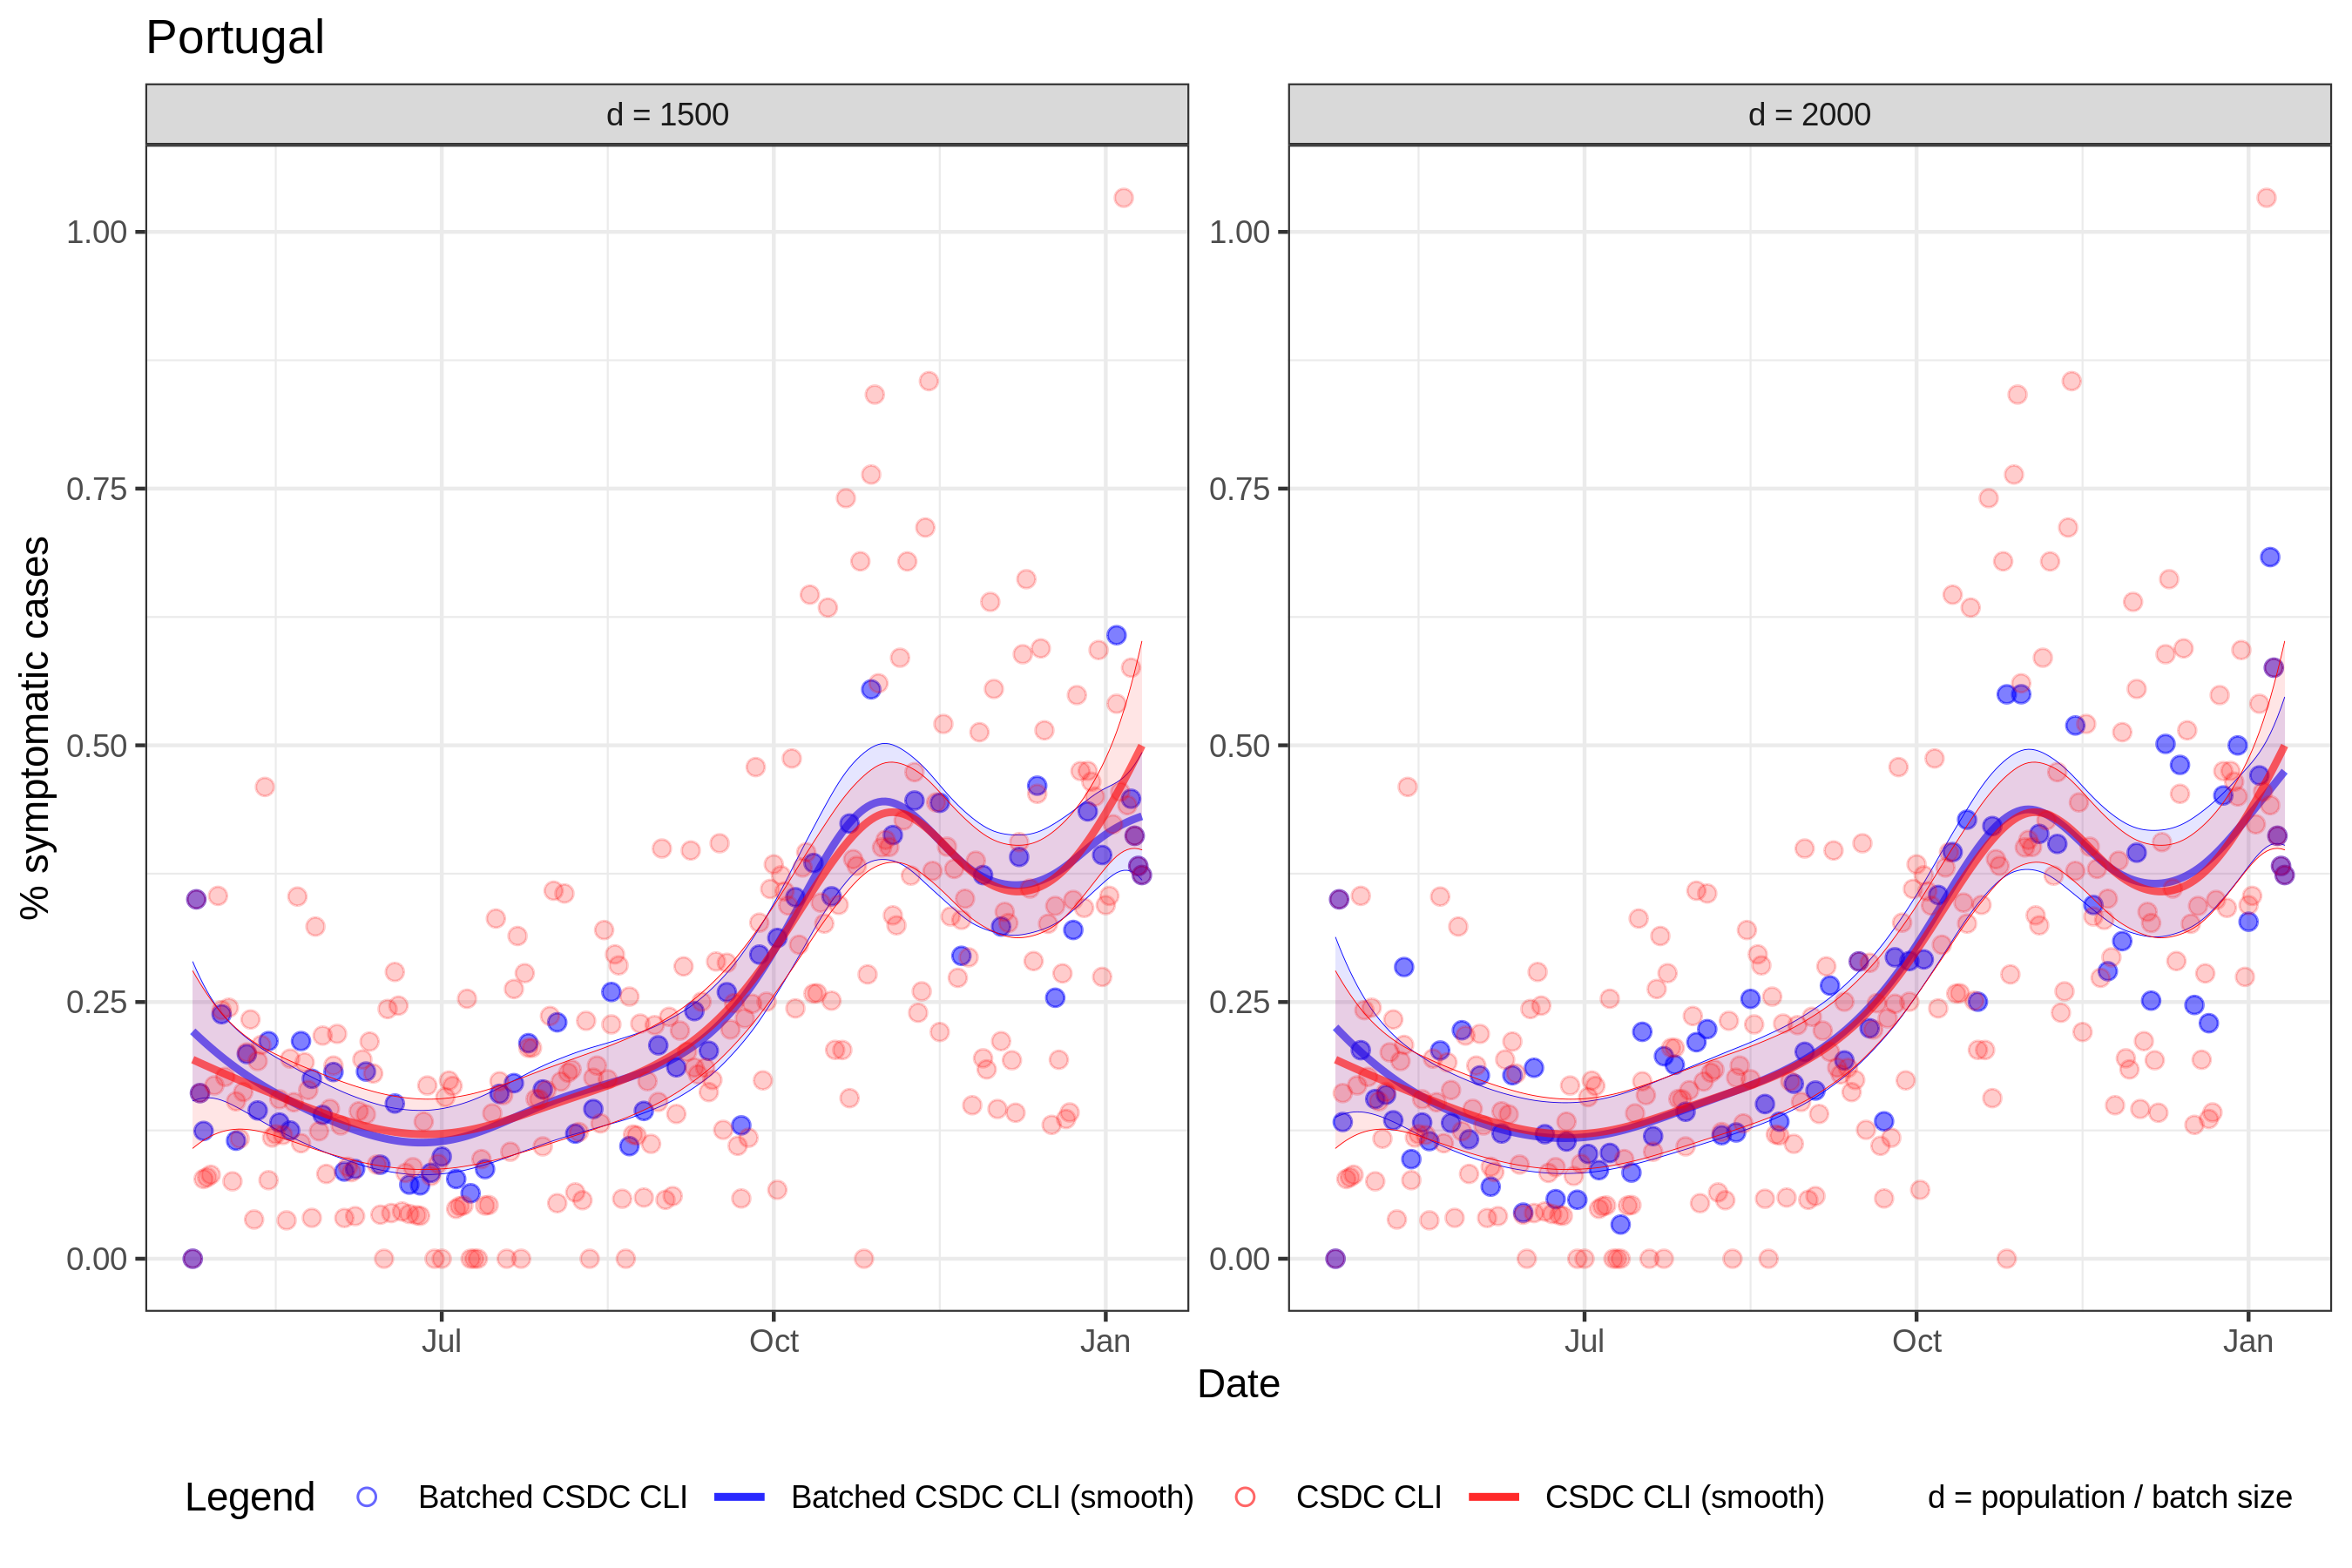 Portugal
d = 1500
d = 2000
% symptomatic cases
1.00
0.75
0.50
0.25
0.00
1.00
0.75
0.50
0.25
0.00
Jul Oct Jan
Jul Oct Jan
Date
Legend Batched CSDC CLI Batched CSDC CLI (smooth) CSDC CLI CSDC CLI (smooth) d = population / batch size